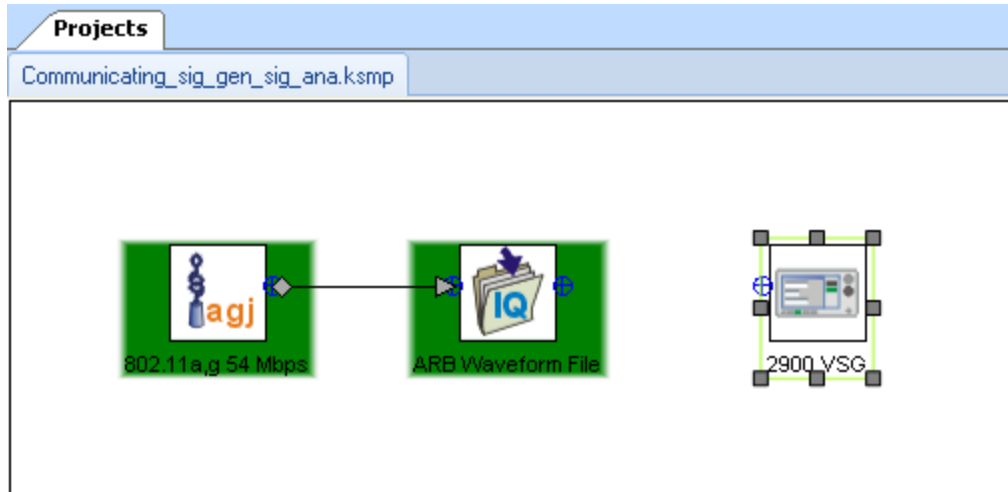 Projects
Communicating_sig_gen_sig_ana.ksmp
agj
IQ
802.11a,g 54 Mbps
ARB Waveform File
2900 VSG